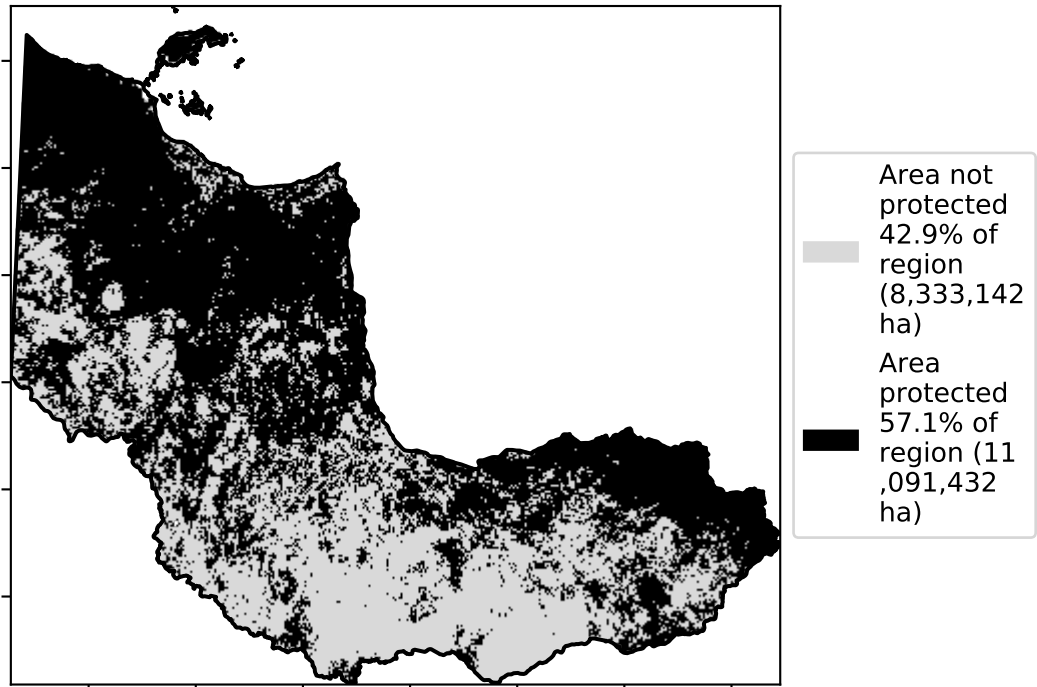 Area not
protected
42.9% of
region
(8,333,142
ha)
Area
protected
57.1% of
region (11
,091,432
ha)